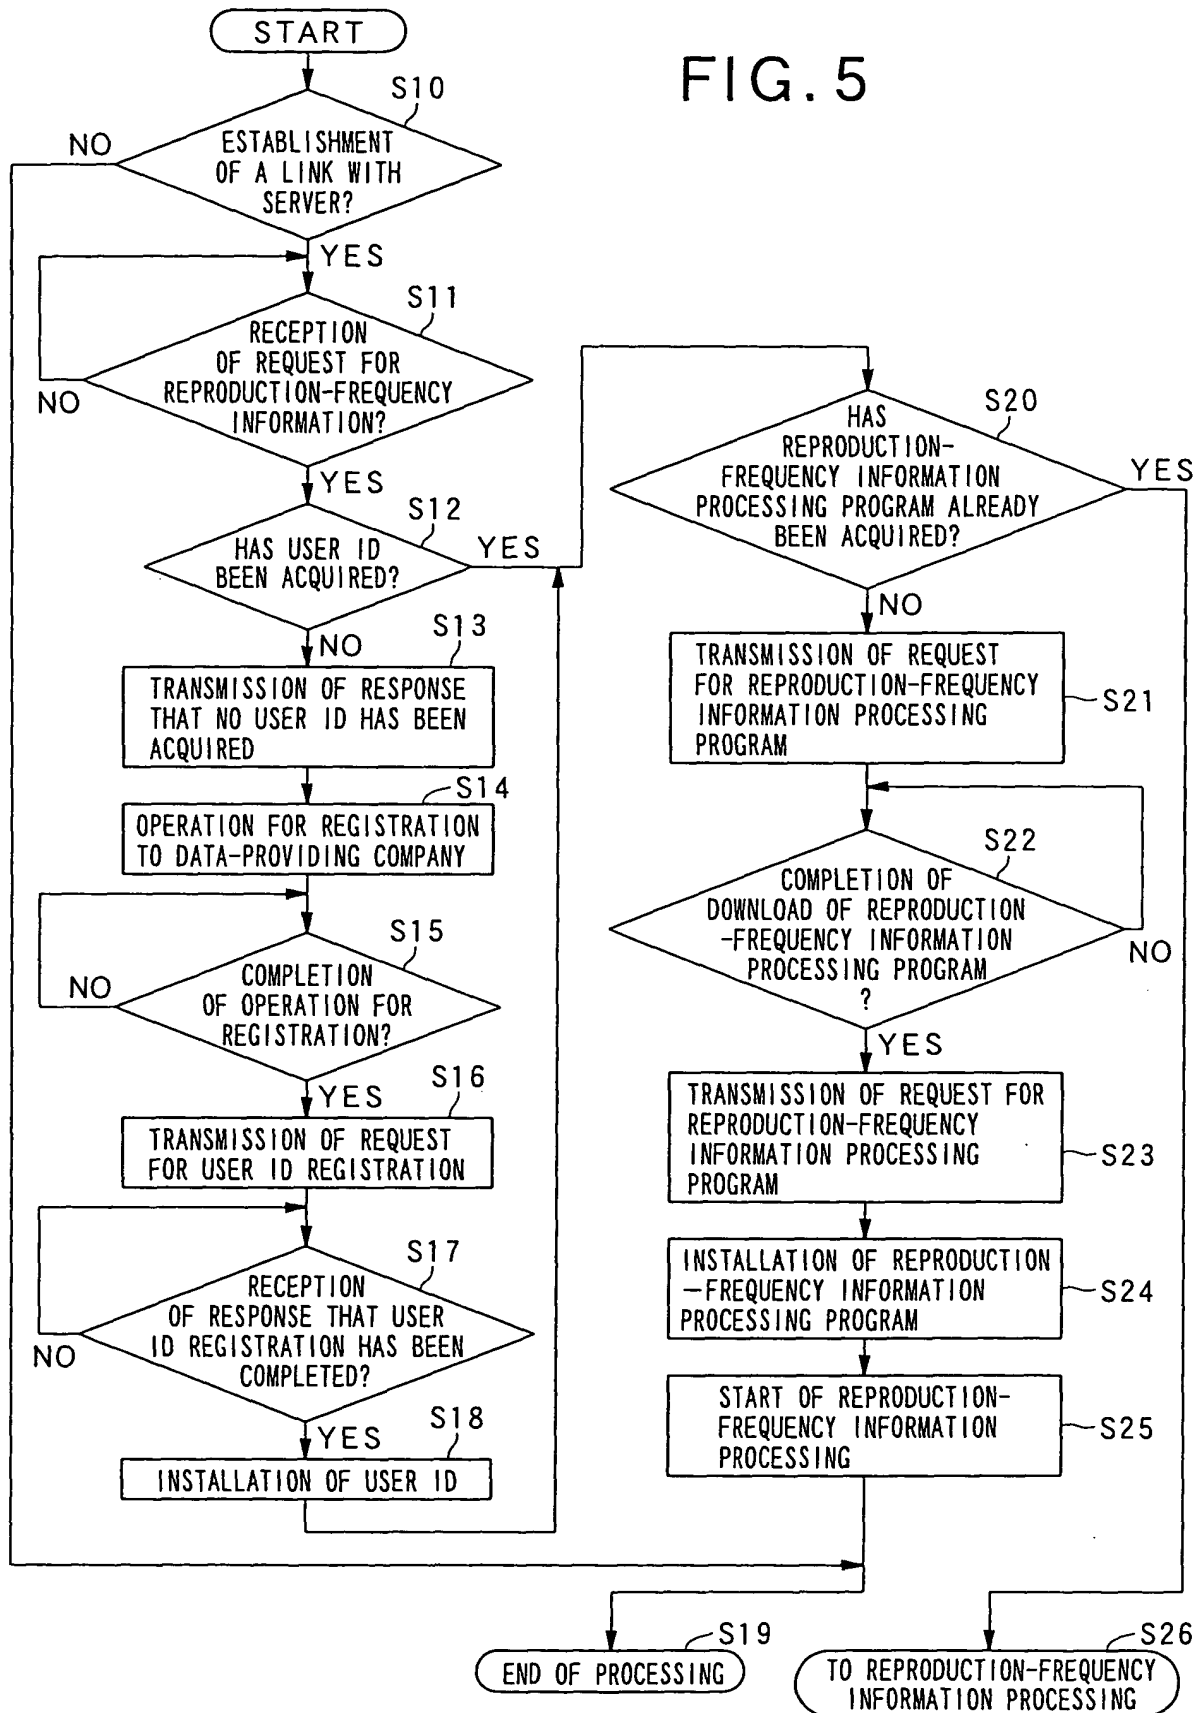 FIG. 5
START
S10
ESTABLISHMENT
OF A LINK WITH
SERVER?
NO
YES
S11
RECEPTION
OF REQUEST FOR
REPRODUCTION-FREQUENCY
INFORMATION?
NO
YES
S12
HAS USER ID
BEEN ACQUIRED?
YES
NO
S13
TRANSMISSION OF RESPONSE
THAT NO USER ID HAS BEEN
ACQUIRED
S14
OPERATION FOR REGISTRATION
TO DATA-PROVIDING COMPANY
S15
COMPLETION
OF OPERATION FOR
REGISTRATION?
NO
YES
S16
TRANSMISSION OF REQUEST
FOR USER ID REGISTRATION
S17
RECEPTION
OF RESPONSE THAT USER
ID REGISTRATION HAS BEEN
COMPLETED?
NO
YES
S18
INSTALLATION OF USER ID
S20
HAS
REPRODUCTION-
FREQUENCY INFORMATION
PROCESSING PROGRAM ALREADY
BEEN ACQUIRED?
YES
NO
TRANSMISSION OF REQUEST
FOR REPRODUCTION-FREQUENCY
INFORMATION PROCESSING
PROGRAM
S21
S22
COMPLETION OF
DOWNLOAD OF REPRODUCTION
-FREQUENCY INFORMATION
PROCESSING PROGRAM
?
NO
YES
TRANSMISSION OF REQUEST FOR
REPRODUCTION-FREQUENCY
INFORMATION PROCESSING
PROGRAM
S23
INSTALLATION OF REPRODUCTION
-FREQUENCY INFORMATION
PROCESSING PROGRAM
S24
START OF REPRODUCTION-
FREQUENCY INFORMATION
PROCESSING
S25
S19
END OF PROCESSING
S26
TO REPRODUCTION-FREQUENCY
INFORMATION PROCESSING